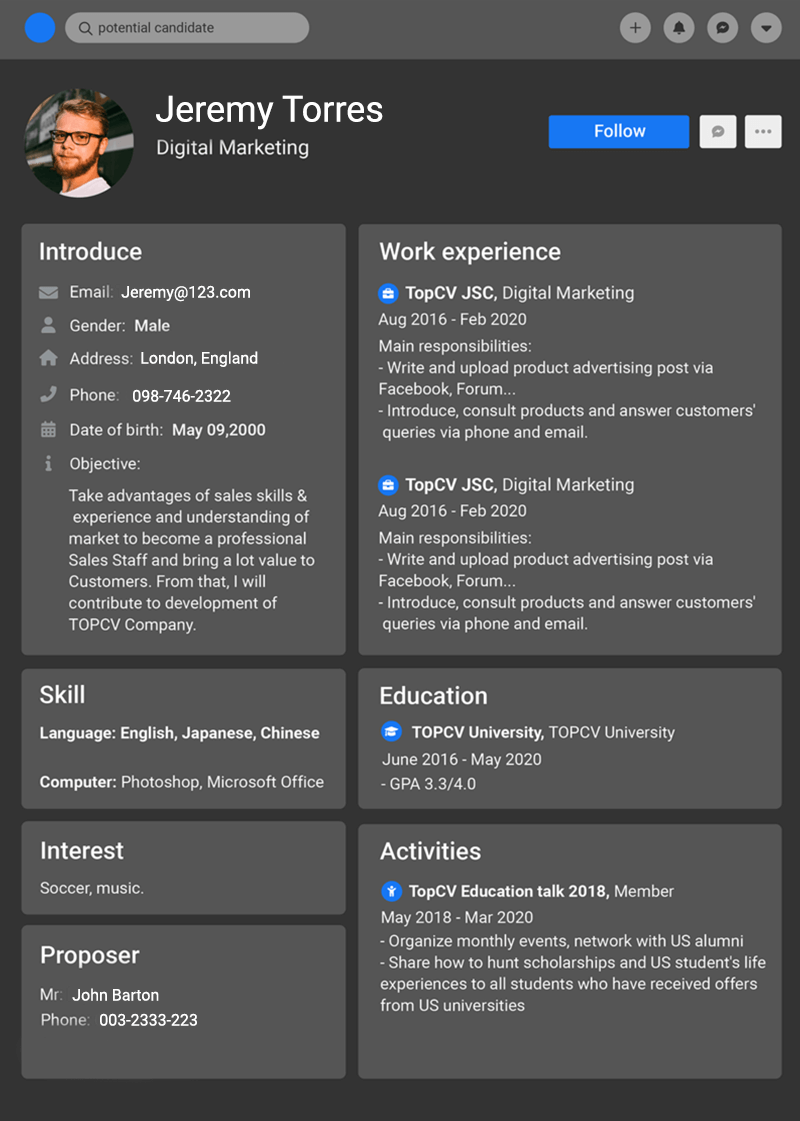 potential candidate
Jeremy Torres
Digital Marketing
Follow
Introduce
Email: Jeremy@123.com
Gender: Male
Address: London, England
Phone: 098-746-2322
Date of birth: May 09,2000
Objective:
Take advantages of sales skills &
experience and understanding of
market to become a professional
Sales Staff and bring a lot value to
Customers. From that, I will
contribute to development of
TOPCV Company.
Work experience
TopCV JSC, Digital Marketing
Aug 2016 - Feb 2020
Main responsibilities:
- Write and upload product advertising post via
Facebook, Forum...
- Introduce, consult products and answer customers'
queries via phone and email.
TopCV JSC, Digital Marketing
Aug 2016 - Feb 2020
Main responsibilities:
- Write and upload product advertising post via
Facebook, Forum...
- Introduce, consult products and answer customers'
queries via phone and email.
Skill
Language: English, Japanese, Chinese
Computer: Photoshop, Microsoft Office
Education
TOPCV University, TOPCV University
June 2016 - May 2020
- GPA 3.3/4.0
Interest
Soccer, music.
Activities
TopCV Education talk 2018, Member
May 2018 - Mar 2020
- Organize monthly events, network with US alumni
- Share how to hunt scholarships and US student's life
experiences to all students who have received offers
from US universities
Proposer
Mr: John Barton
Phone: 003-2333-223